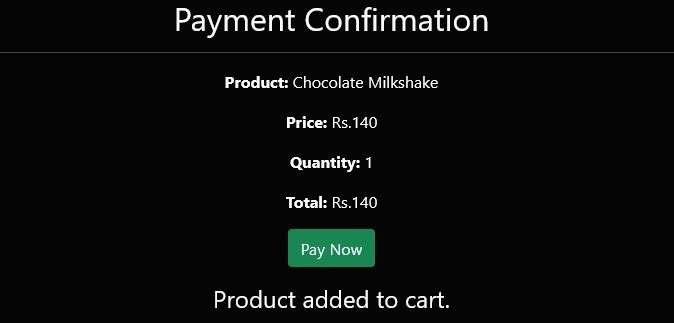 Payment Confirmation
Product: Chocolate Milkshake
Price: Rs.140
Quantity: 1
Total: Rs.140
Pay Now
Product added to cart.